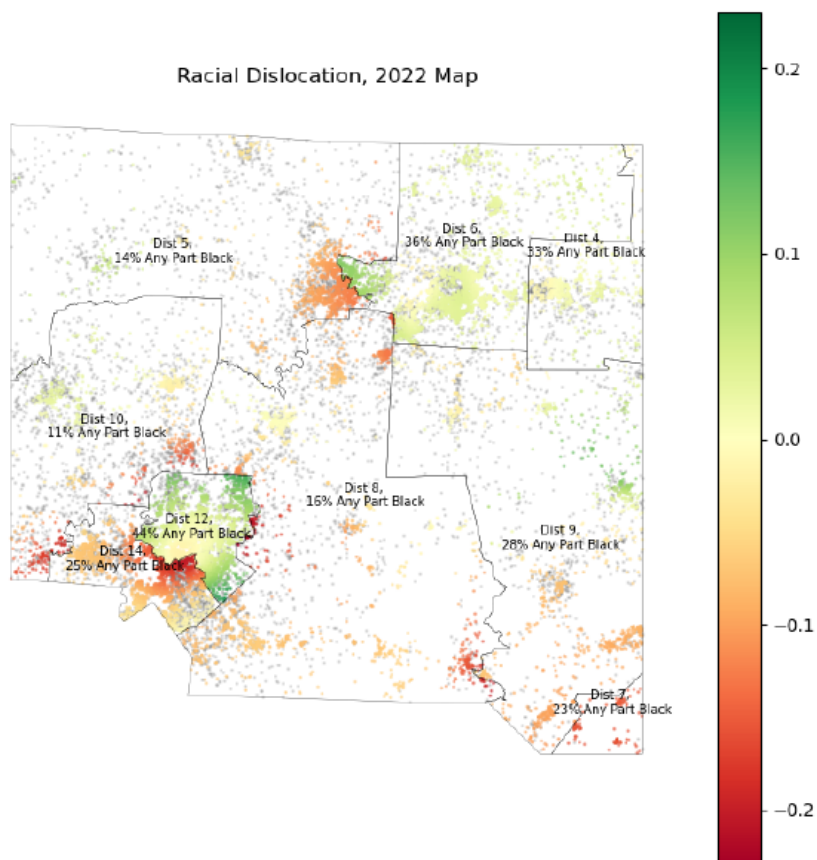 Racial Dislocation, 2022 Map
0.2
Dist 6,
36% Any Part Black
Dist 5,
14% Any Part Black
Dist 4,
33% Any Part Black
0.1
0.0
Dist 10,
11% Any Part Black
Dist 8,
16% Any Part Black
Dist 12,
44% Any Part Black
Dist 9,
28% Any Part Black
Dist 14,
25% Any Part Black
−0.1
Dist 7,
23% Any Part Black
−0.2